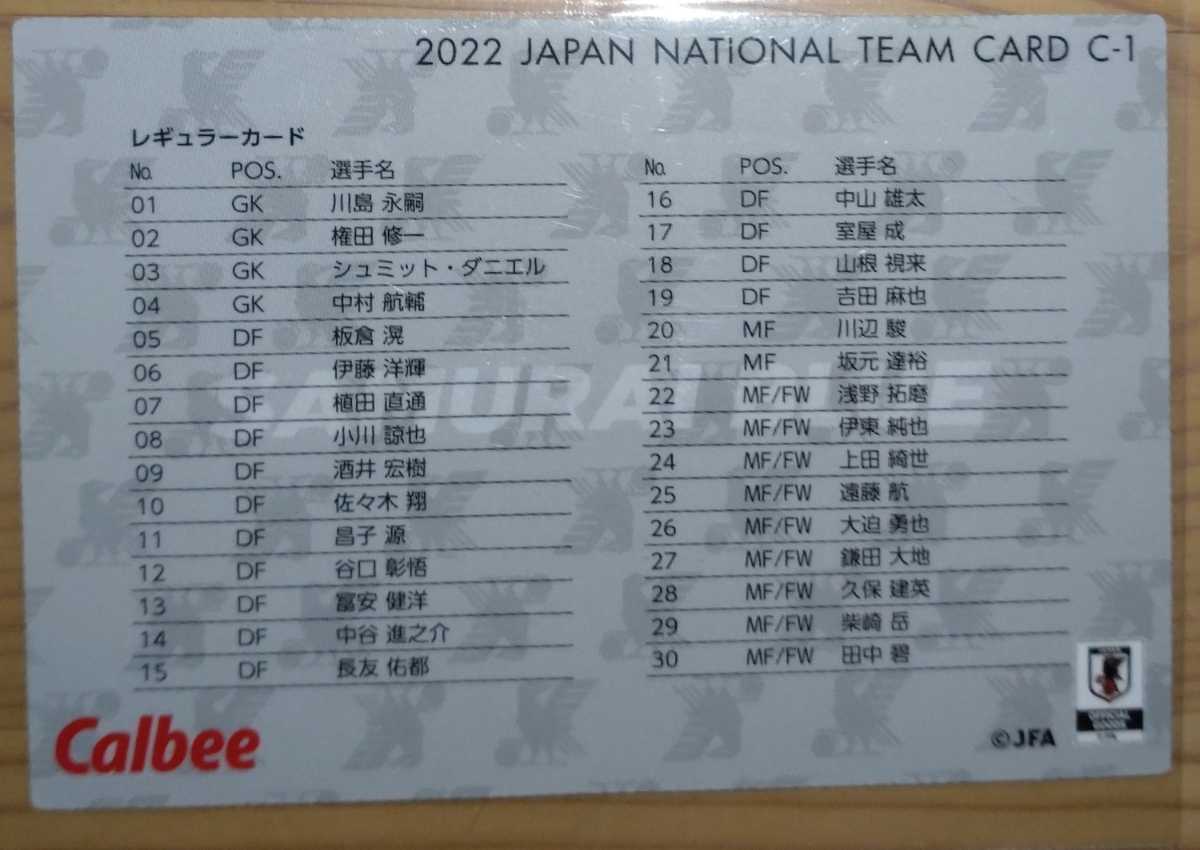 2022 JAPAN NATiONAL TEAM CARD C-1
レギュラーカード
No. POS. 選手名
01 GK 川島 永嗣
02 GK 権田 修一
03 GK シュミット・ダニエル
04 GK 中村 航輔
05 DF 板倉 滉
06 DF 伊藤 洋輝
07 DF 植田 直通
08 DF 小川 諒也
09 DF 酒井 宏樹
10 DF 佐々木 翔
11 DF 昌子 源
12 DF 谷口 彰悟
13 DF 冨安 健洋
14 DF 中谷 進之介
15 DF 長友 佑都
No. POS. 選手名
16 DF 中山 雄太
17 DF 室屋 成
18 DF 山根 視来
19 DF 吉田 麻也
20 MF 川辺 駿
21 MF 坂元 達裕
22 MF/FW 浅野 拓磨
23 MF/FW 伊東 純也
24 MF/FW 上田 綺世
25 MF/FW 遠藤 航
26 MF/FW 大迫 勇也
27 MF/FW 鎌田 大地
28 MF/FW 久保 建英
29 MF/FW 柴崎 岳
30 MF/FW 田中 碧
SAMURAI BLUE
Calbee
©JFA
OFFICIAL